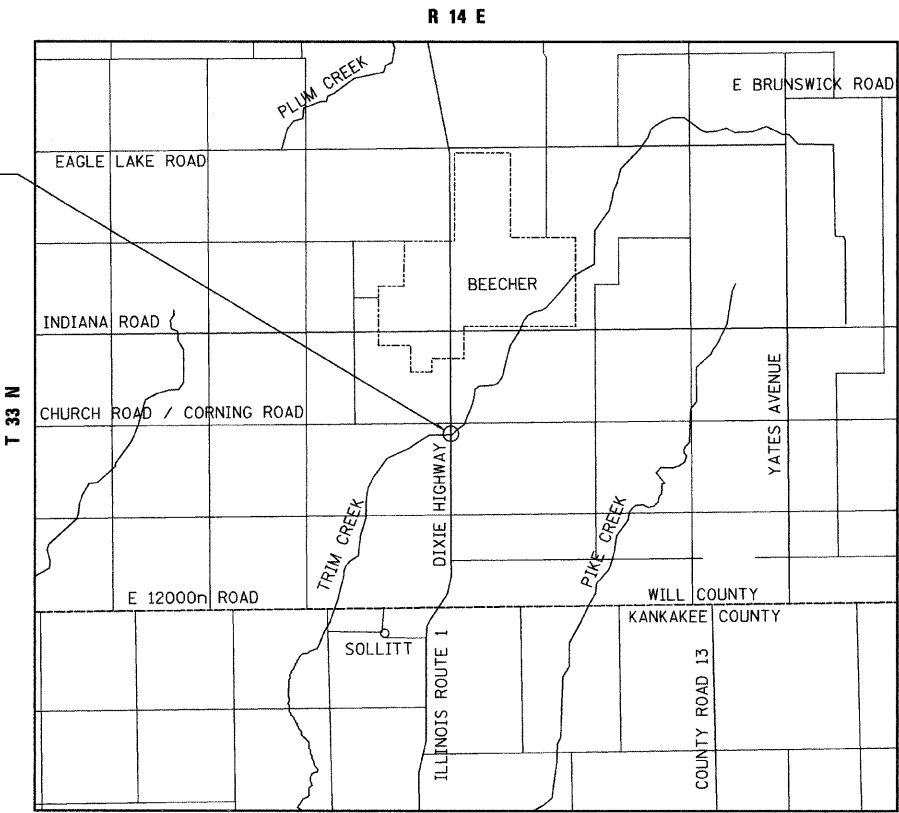 R 14 E
PLUM CREEK
E BRUNSWICK ROAD
EAGLE LAKE ROAD
BEECHER
INDIANA ROAD
T 33 N
CHURCH ROAD / CORNING ROAD
YATES AVENUE
DIXIE HIGHWAY
TRIM CREEK
PIKE CREEK
E 12000n ROAD
WILL COUNTY
KANKAKEE COUNTY
SOLLITT
ILLINOIS ROUTE 1
COUNTY ROAD 13